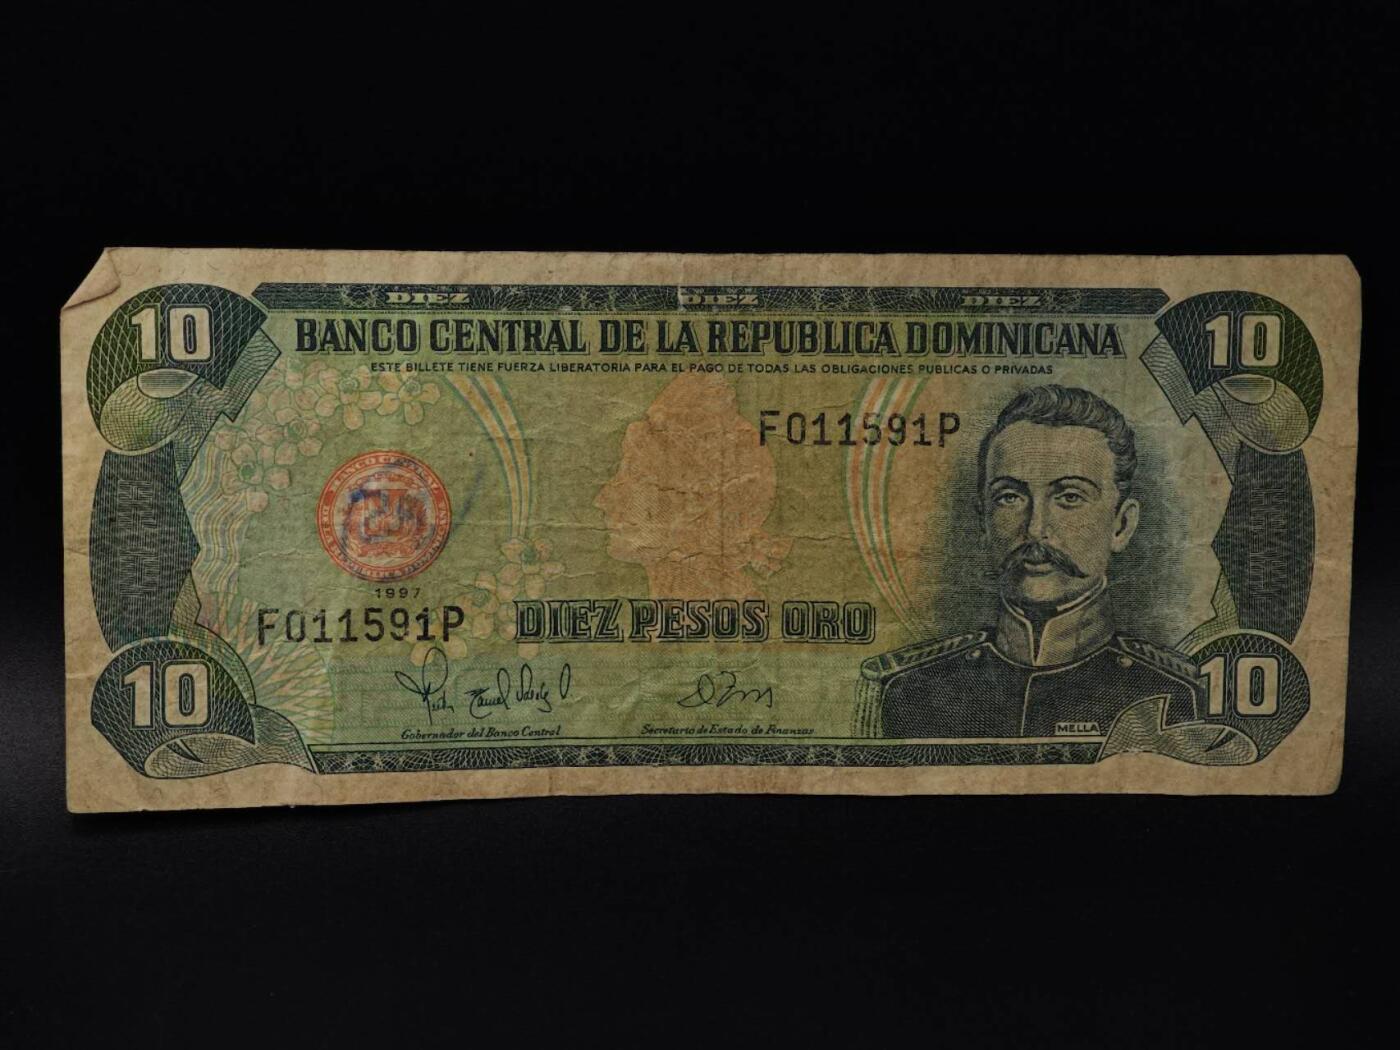 DIEZ DIEZ DIEZ
10 10
BANCO CENTRAL DE LA REPUBLICA DOMINICANA
ESTE BILLETE TIENE FUERZA LIBERATORIA PARA EL PAGO DE TODAS LAS OBLIGACIONES PUBLICAS O PRIVADAS
F011591P
1997
F011591P
DIEZ PESOS ORO
10 10
Gobernador del Banco Central
Secretario de Estado de Finanzas
MELLA